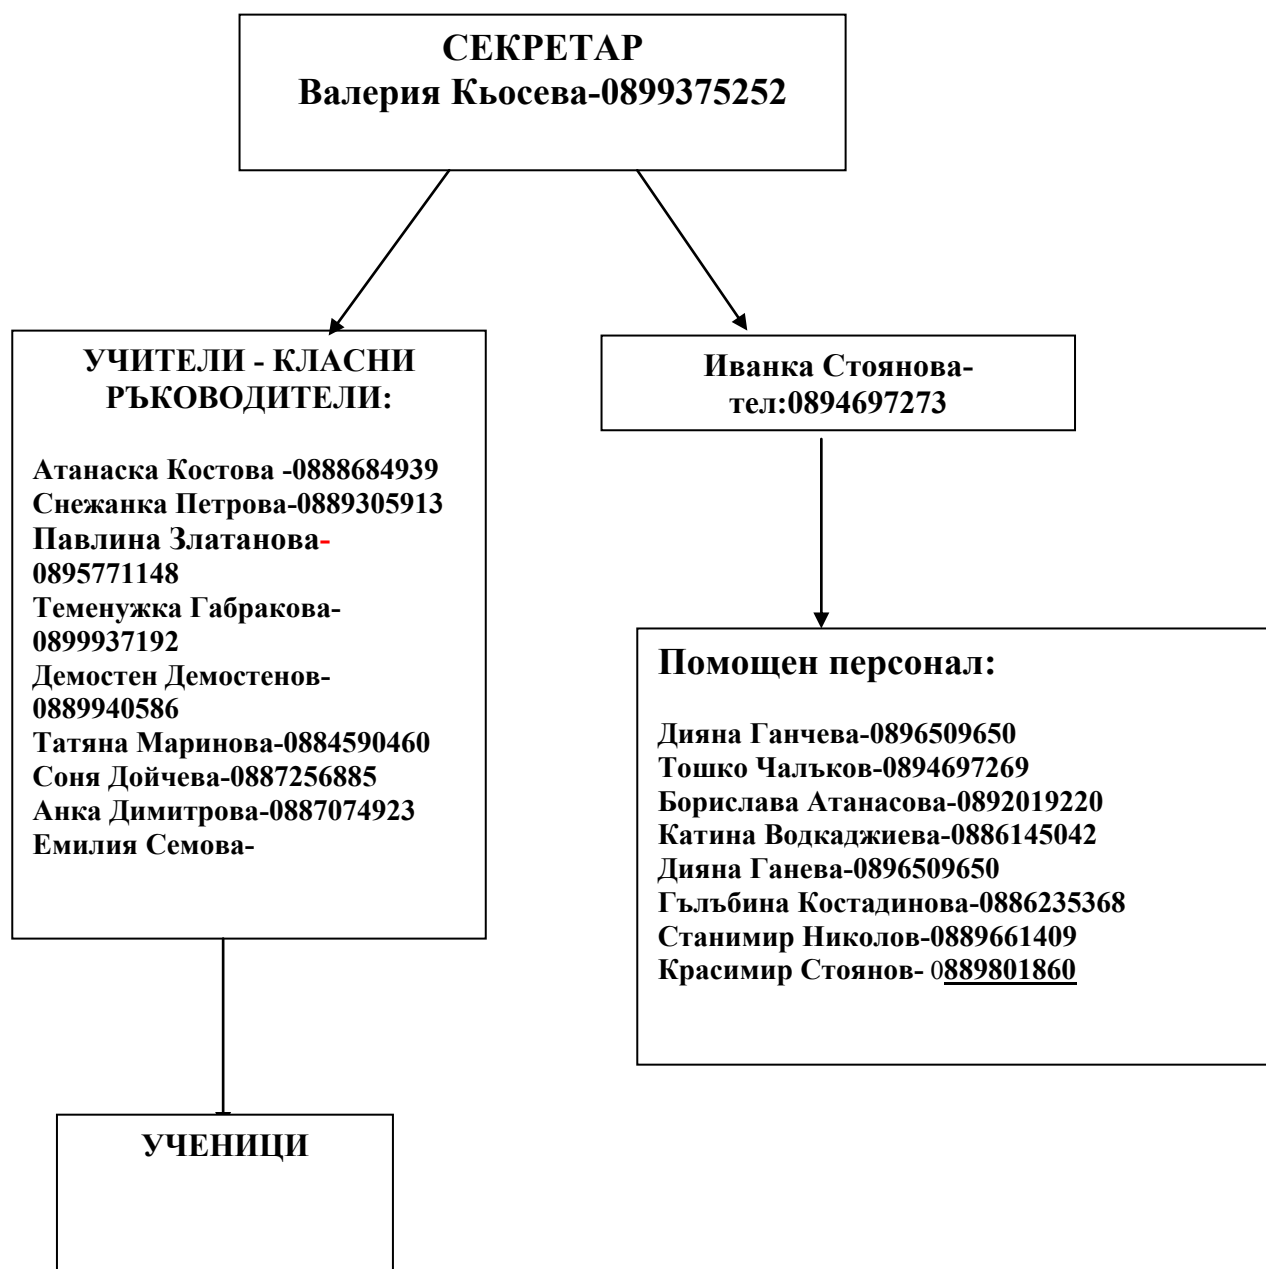 СЕКРЕТАР
Валерия Кьосева-0899375252
УЧИТЕЛИ - КЛАСНИ
РЪКОВОДИТЕЛИ:
Атанаска Костова -0888684939
Снежанка Петрова-0889305913
Павлина Златанова-
0895771148
Теменужка Габракова-
0899937192
Демостен Демостенов-
0889940586
Татяна Маринова-0884590460
Соня Дойчева-0887256885
Анка Димитрова-0887074923
Емилия Семова-
Иванка Стоянова-
тел:0894697273
Помощен персонал:
Дияна Ганчева-0896509650
Тошко Чалъков-0894697269
Борислава Атанасова-0892019220
Катина Водкаджиева-0886145042
Дияна Ганева-0896509650
Гълъбина Костадинова-0886235368
Станимир Николов-0889661409
Красимир Стоянов- 0889801860
УЧЕНИЦИ